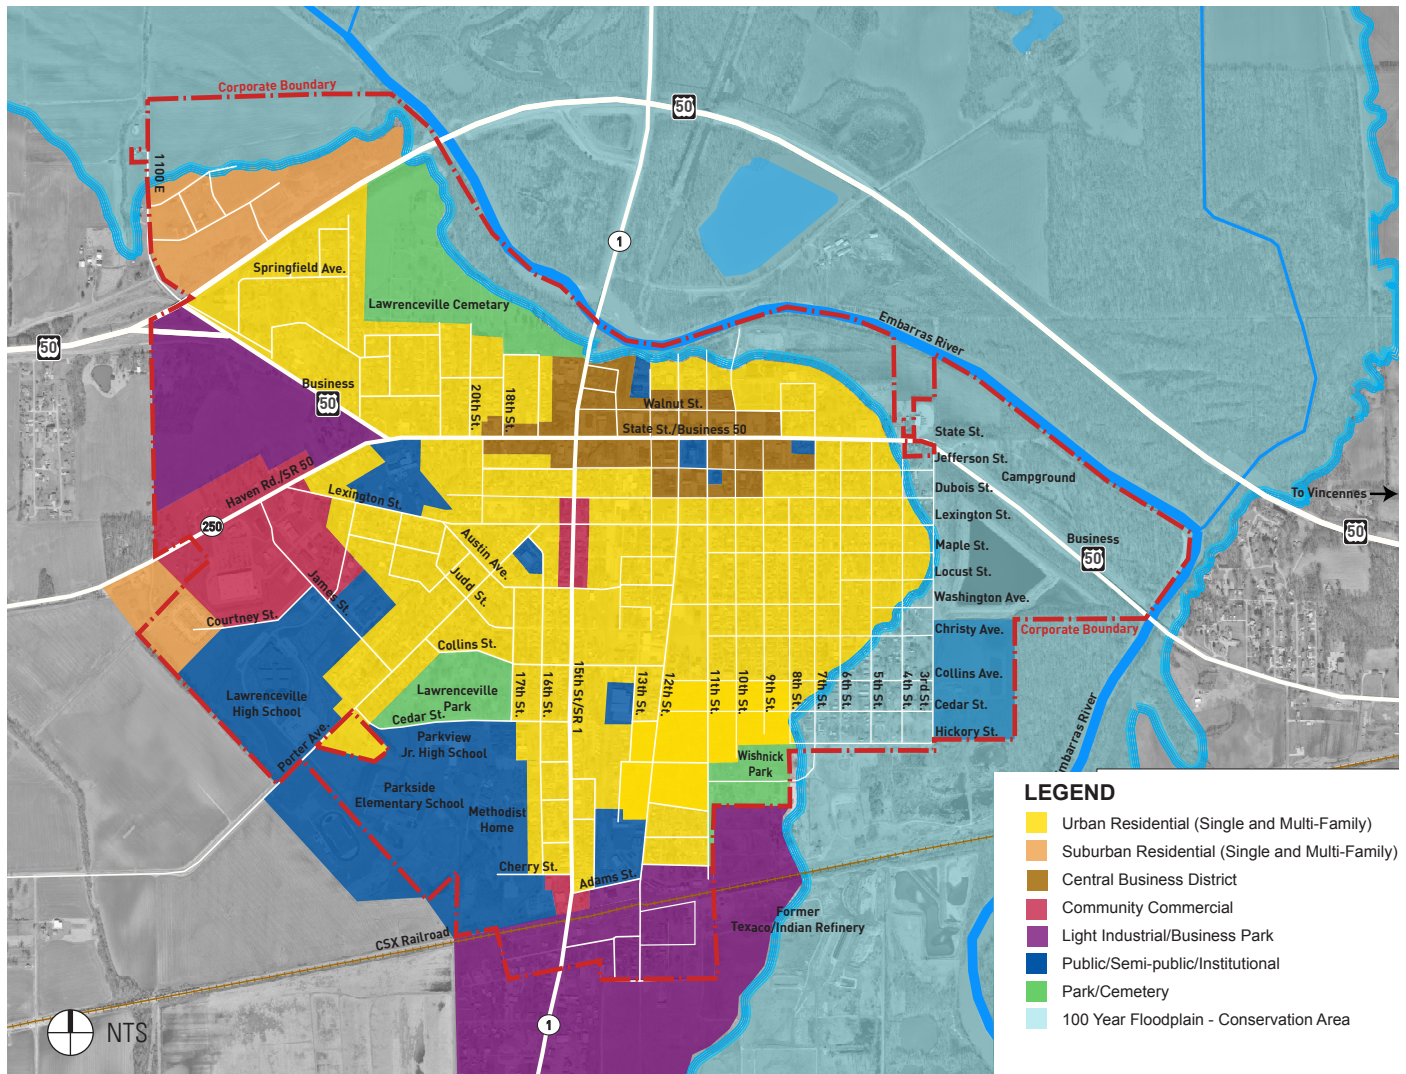 Corporate Boundary
50
1100 E
1
Springfield Ave.
Lawrenceville Cemetary
Embarras River
50
Business
50
20th St.
18th St.
Walnut St.
State St./Business 50
State St.
Jefferson St.
Campground
Haven Rd./SR 50
Lexington St.
Dubois St.
To Vincennes
250
Lexington St.
Austin Ave.
Business
50
50
Maple St.
Judd St.
James St.
Locust St.
Washington Ave.
Courtney St.
Christy Ave.
Corporate Boundary
Collins St.
Collins Ave.
Lawrenceville
High School
Lawrenceville
Park
17th St.
16th St.
15th St/SR 1
13th St.
12th St.
11th St.
10th St.
9th St.
8th St.
7th St.
6th St.
5th St.
4th St.
3rd St.
Cedar St.
Cedar St.
Hickory St.
Porter Ave.
Parkview
Jr. High School
Wishnick
Park
Embarras River
Parkside
Elementary School
Methodist
Home
Cherry St.
Adams St.
Former
Texaco/Indian Refinery
CSX Railroad
1
NTS
LEGEND
Urban Residential (Single and Multi-Family)
Suburban Residential (Single and Multi-Family)
Central Business District
Community Commercial
Light Industrial/Business Park
Public/Semi-public/Institutional
Park/Cemetery
100 Year Floodplain - Conservation Area